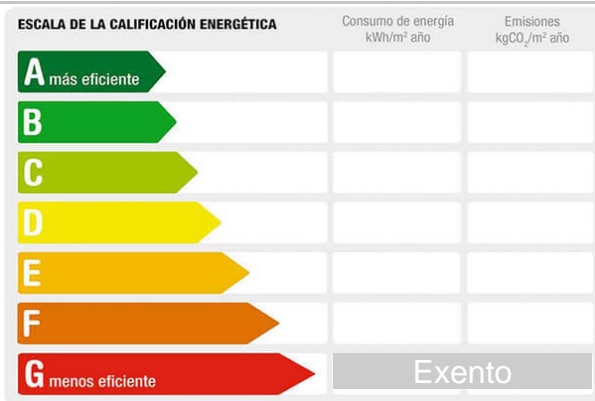 ESCALA DE LA CALIFICACIÓN ENERGÉTICA
Consumo de energía
kWh/m² año
Emisiones
kgCO₂/m² año
A más eficiente
B
C
D
E
F
G menos eficiente
Exento